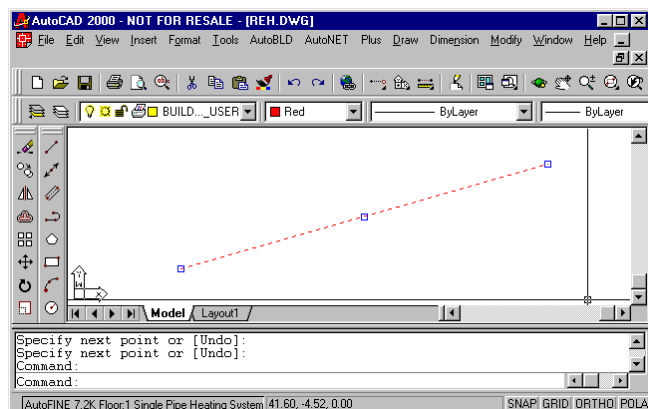 AutoCAD 2000 - NOT FOR RESALE - [REH.DWG]
File Edit View Insert Format Tools AutoBLD AutoNET Plus Draw Dimension Modify Window Help
BUILD..._USER Red ByLayer ByLayer
Y
W
X
Model Layout1
Specify next point or [Undo]:
Specify next point or [Undo]:
Command:
Command:
AutoFINE 7.2K Floor:1 Single Pipe Heating System 41.60, -4.52, 0.00 SNAP GRID ORTHO POLA